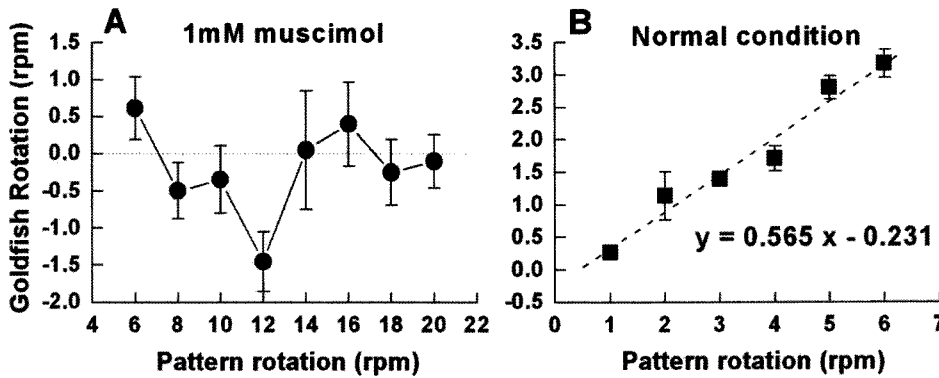 A
1mM muscimol
Goldfish Rotation (rpm)
1.5
1.0
0.5
0.0
-0.5
-1.0
-1.5
-2.0
4 6 8 10 12 14 16 18 20 22
Pattern rotation (rpm)
B
Normal condition
3.5
3.0
2.5
2.0
1.5
1.0
0.5
0.0
-0.5
y = 0.565 x - 0.231
0 1 2 3 4 5 6 7
Pattern rotation (rpm)